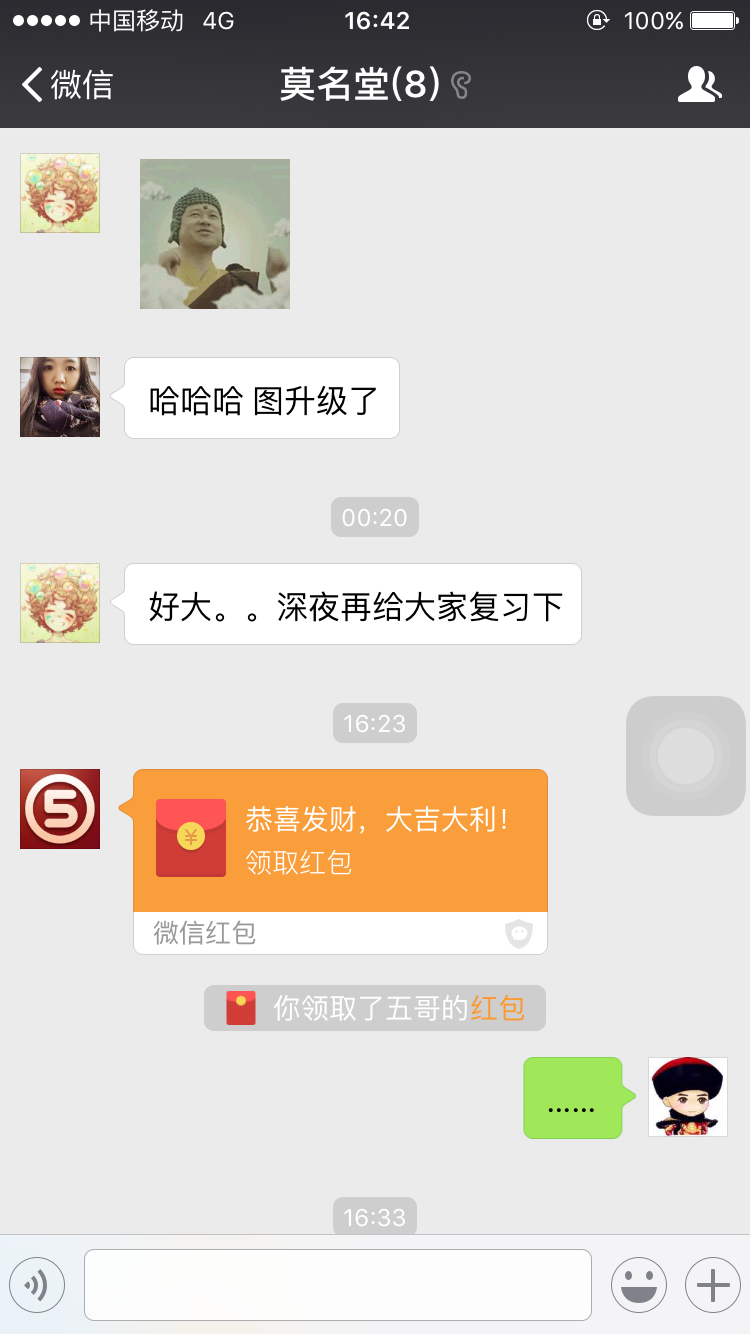 中国移动 4G 16:42 100%
微信 莫名堂(8)
哈哈哈 图升级了
00:20
好大。。深夜再给大家复习下
16:23
5
恭喜发财，大吉大利！
¥
领取红包
微信红包
你领取了五哥的红包
......
16:33